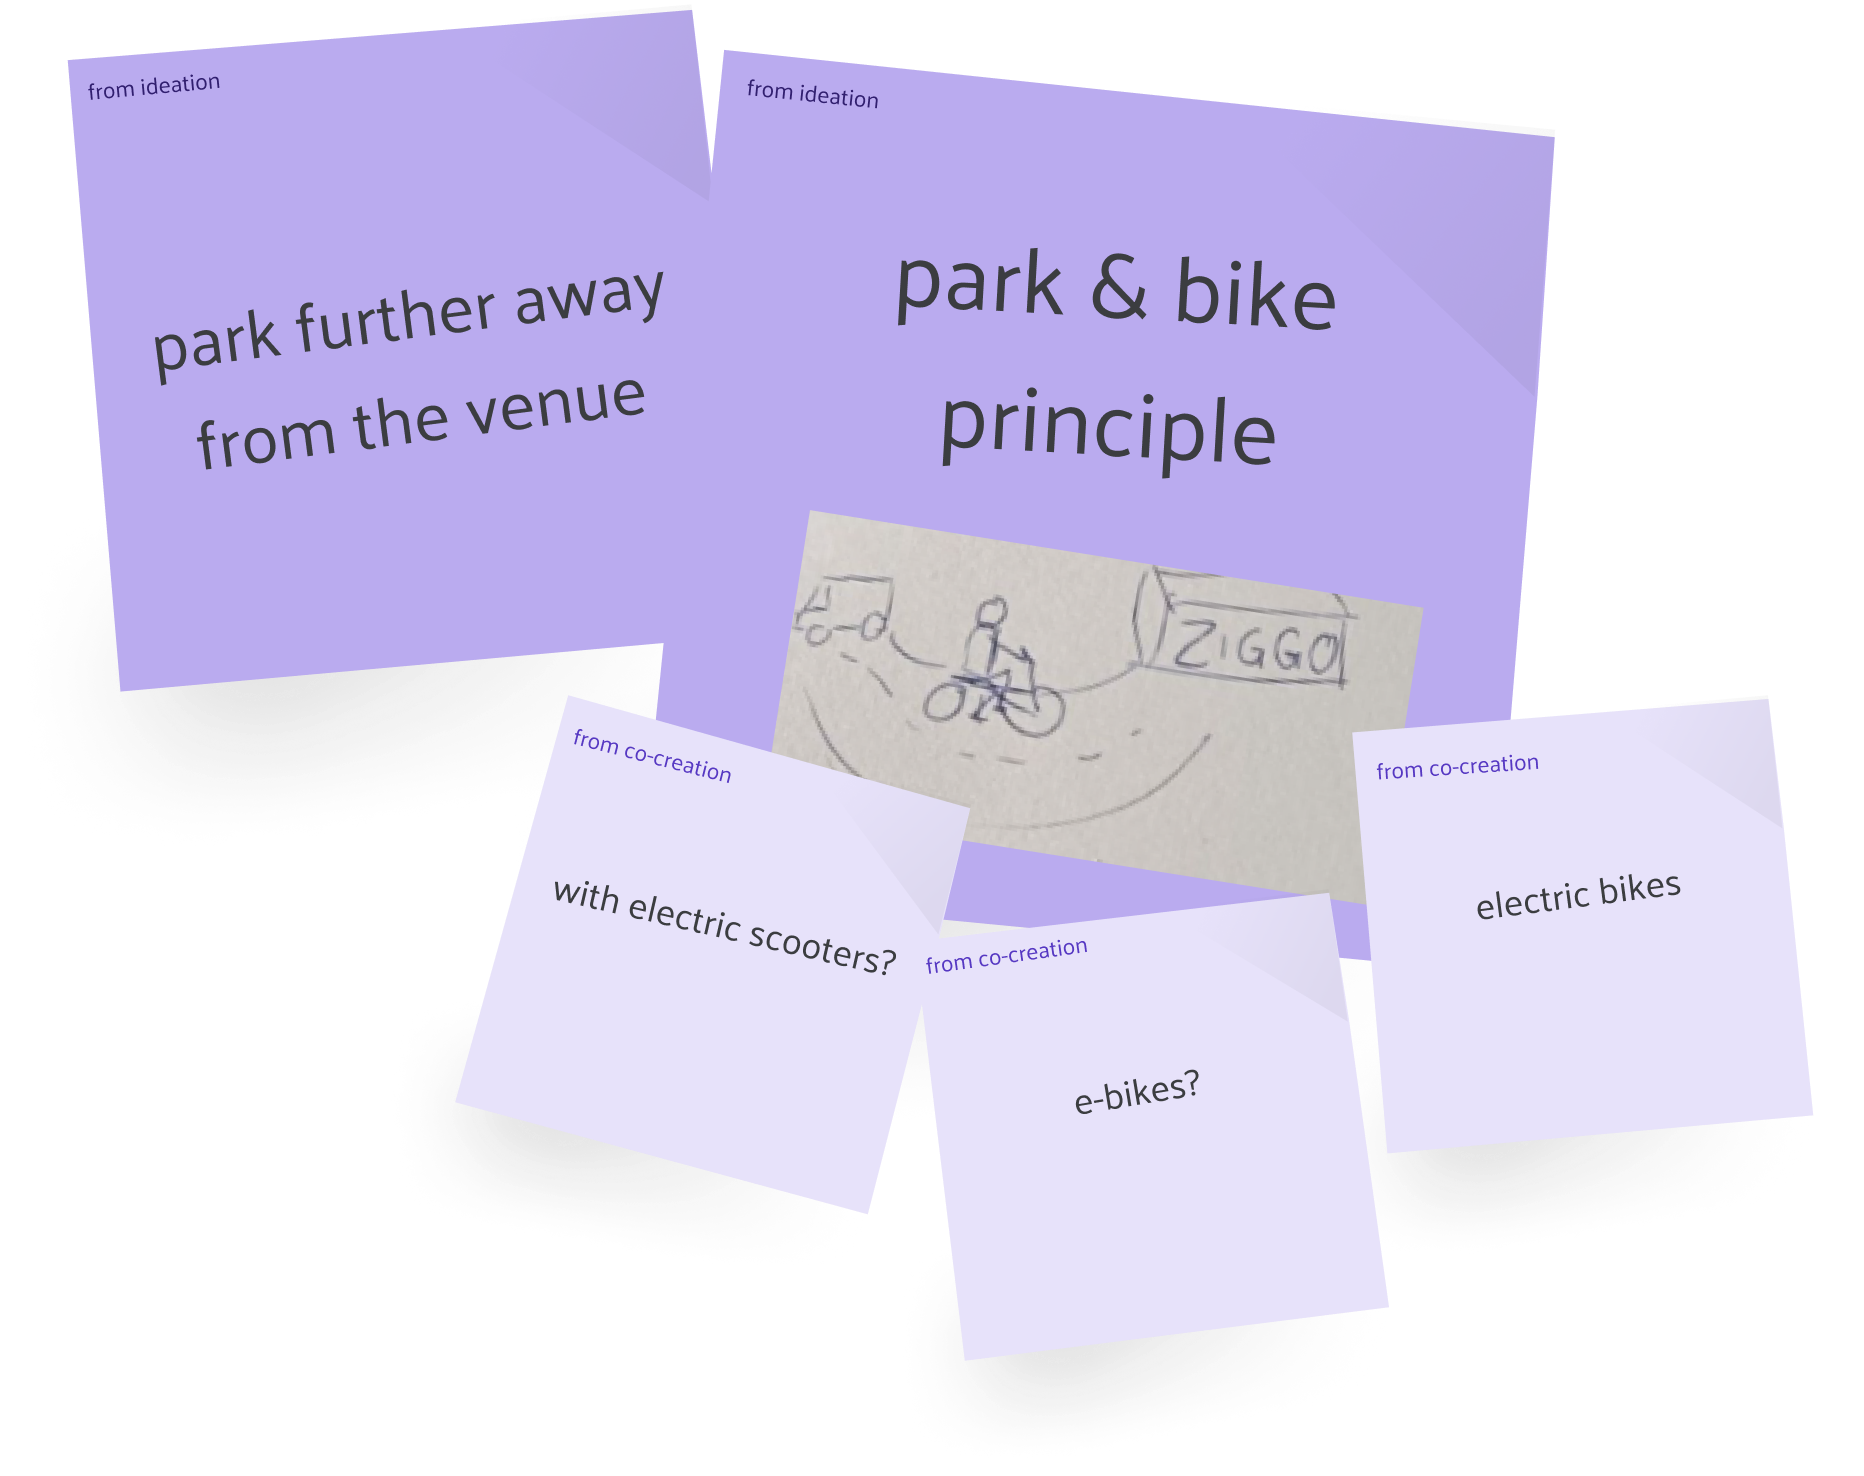 from ideation
park further away
from the venue
from ideation
park & bike
principle
ZIGGO
from co-creation
with electric scooters?
from co-creation
e-bikes?
from co-creation
electric bikes